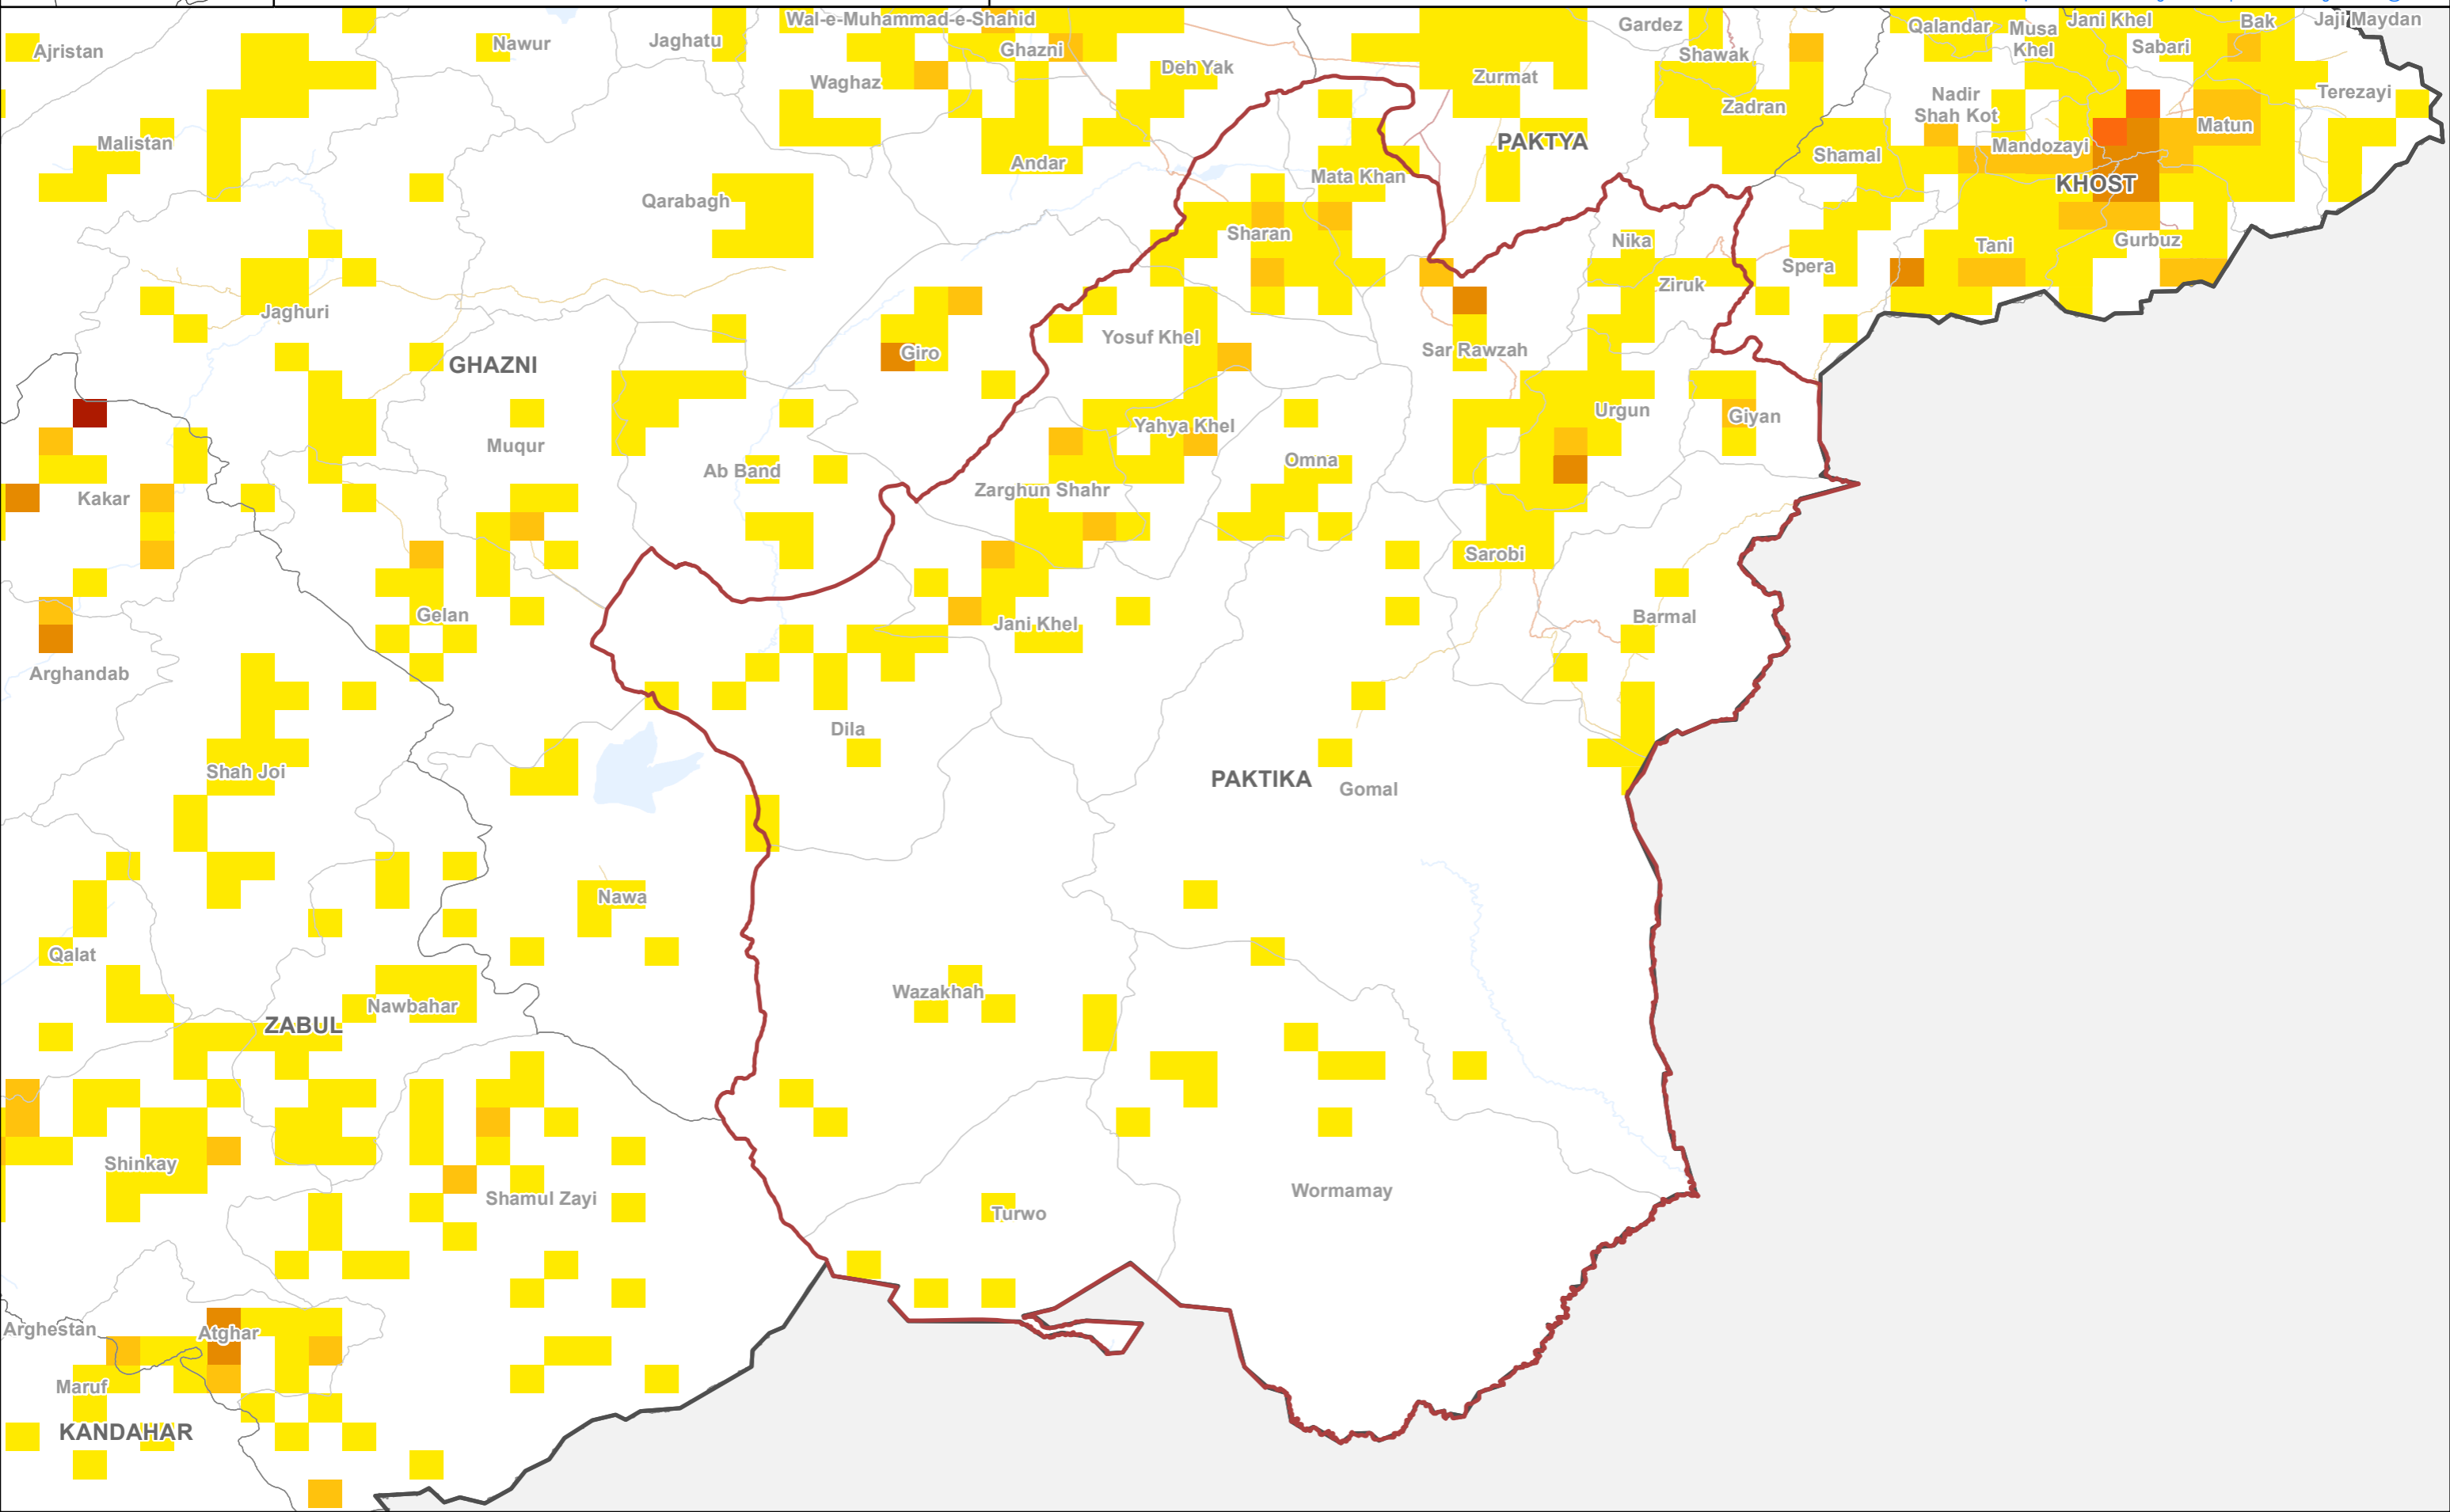 Wal-e-Muhammad-e-Shahid
Jani Khel
Bak
Jaji Maydan
Ajristan
Nawur
Jaghatu
Ghazni
Gardez
Shawak
Qalandar
Musa
Khel
Sabari
Waghaz
Deh Yak
Zurmat
Zadran
Nadir
Shah Kot
Terezayi
Malistan
Andar
PAKTYA
Shamal
Mandozayi
Matun
Qarabagh
Mata Khan
KHOST
Sharan
Nika
Spera
Tani
Gurbuz
Jaghuri
Ziruk
GHAZNI
Giro
Yosuf Khel
Sar Rawzah
Muqur
Yahya Khel
Urgun
Giyan
Ab Band
Omna
Kakar
Zarghun Shahr
Sarobi
Gelan
Jani Khel
Barmal
Arghandab
Dila
Shah Joi
PAKTIKA
Gomal
Nawa
Qalat
Wazakhah
Nawbahar
ZABUL
Shinkay
Shamul Zayi
Wormamay
Turwo
Arghestan
Atghar
Maruf
KANDAHAR